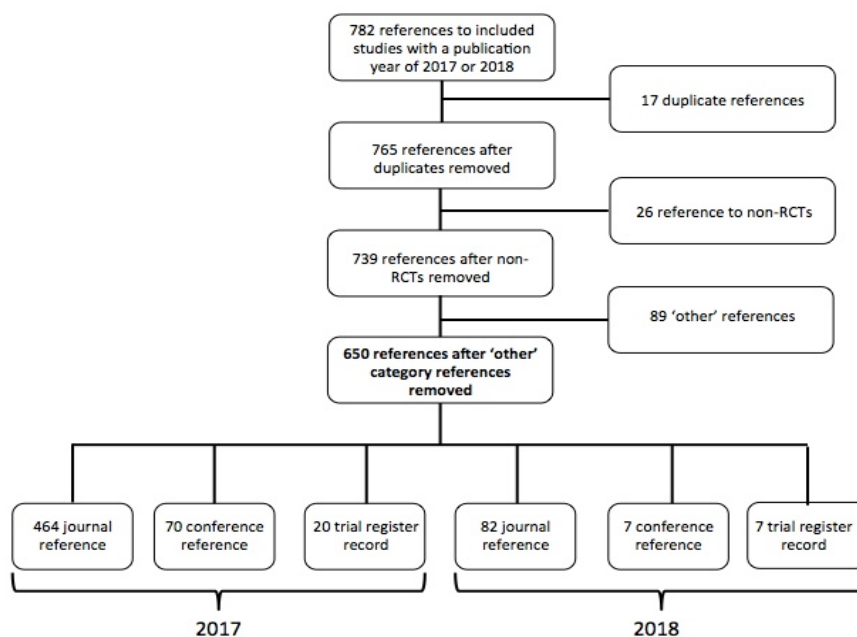 782 references to included
studies with a publication
year of 2017 or 2018
17 duplicate references
765 references after
duplicates removed
26 reference to non-RCTs
739 references after non-
RCTs removed
89 ‘other’ references
650 references after ‘other’
category references
removed
464 journal
reference
70 conference
reference
20 trial register
record
82 journal
reference
7 conference
reference
7 trial register
record
2017
2018